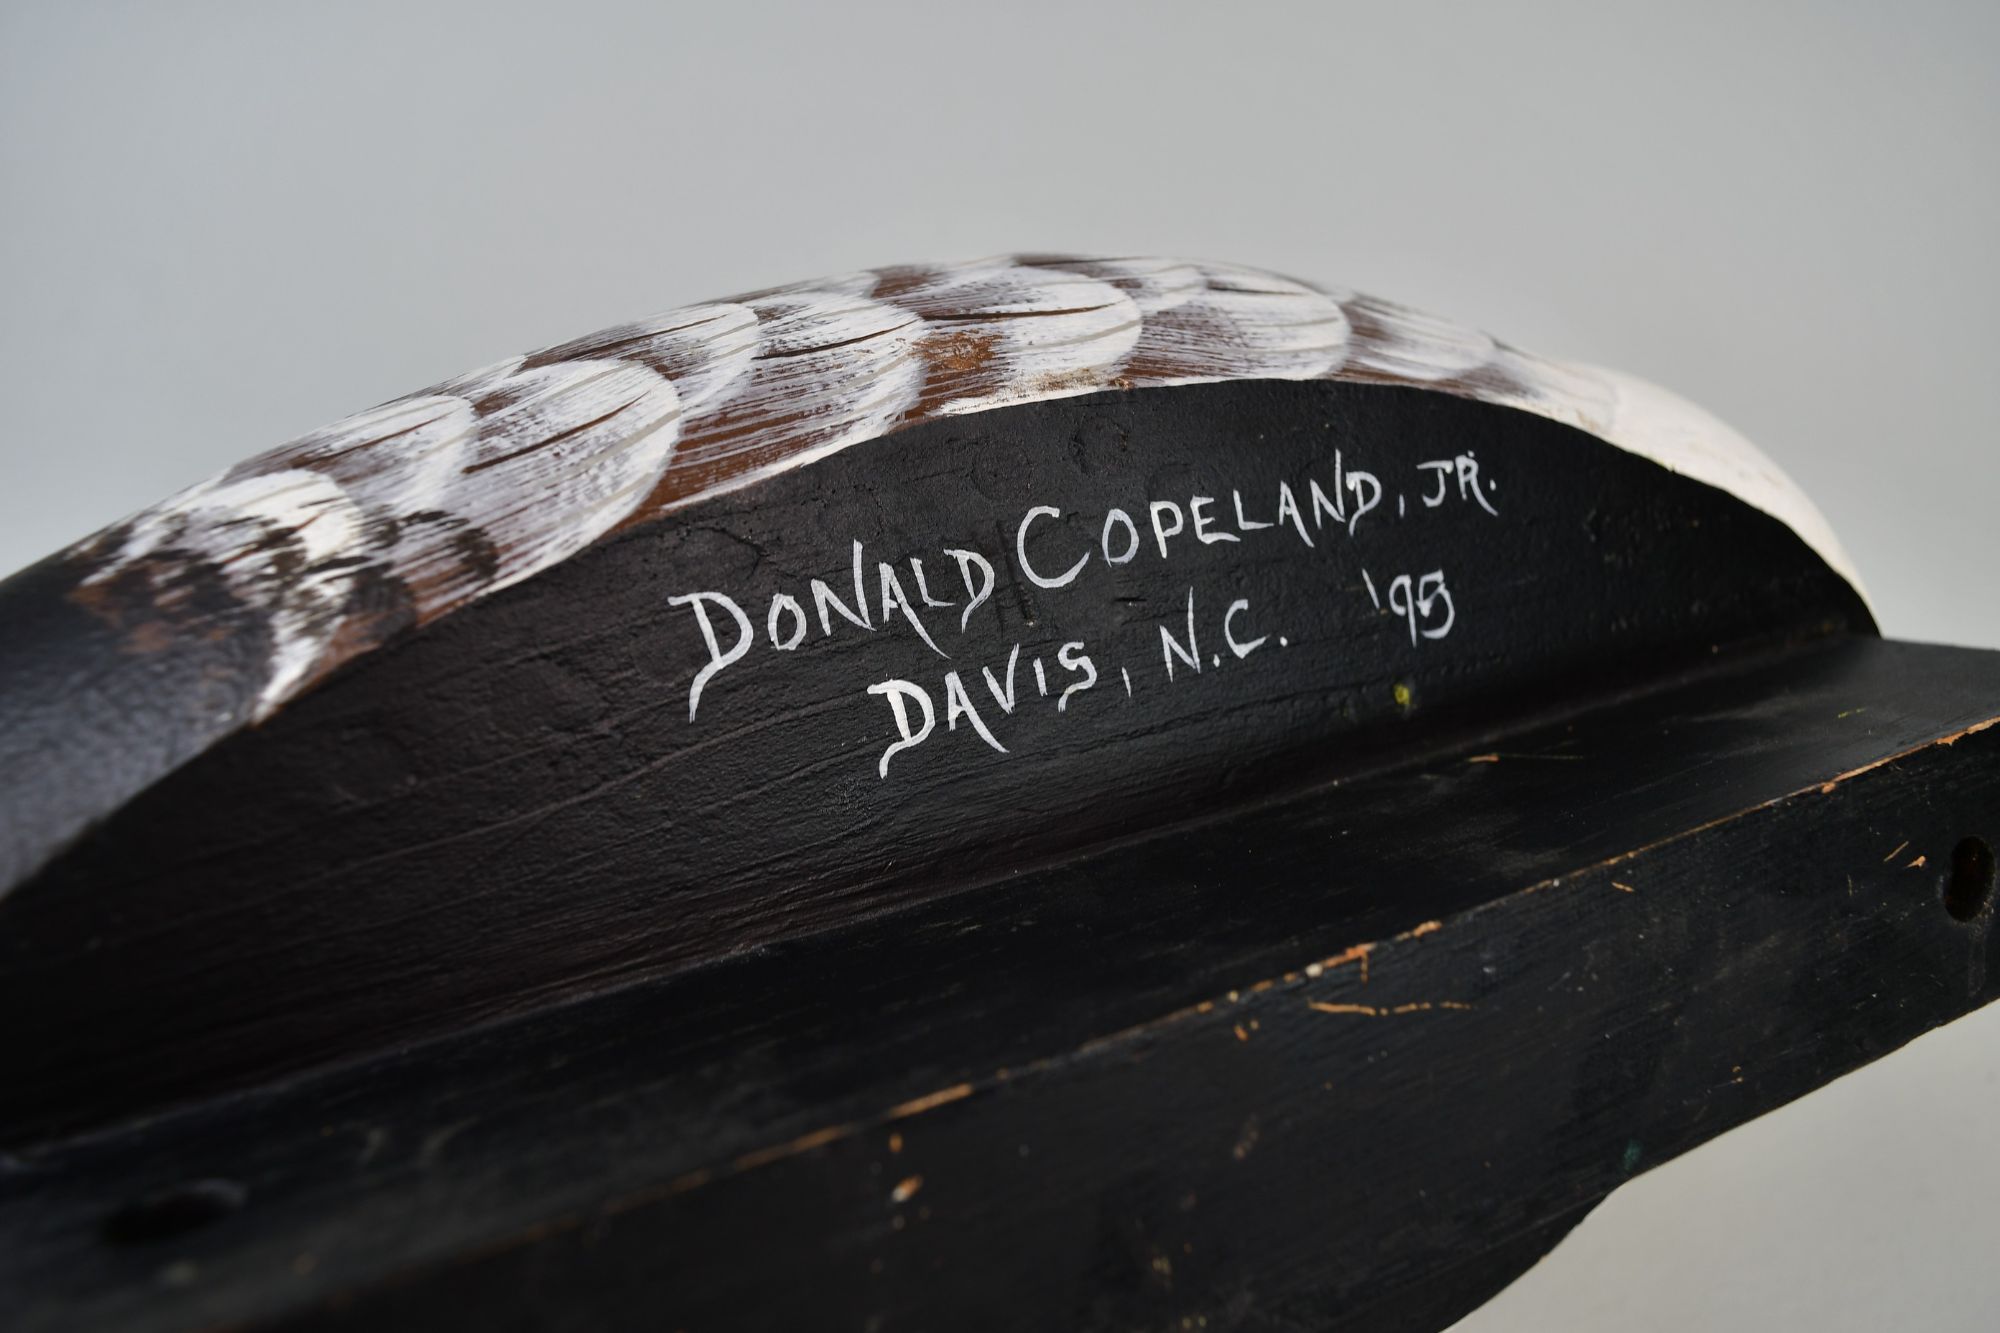 DONALD COPELAND, JR.
DAVIS, N.C. '95